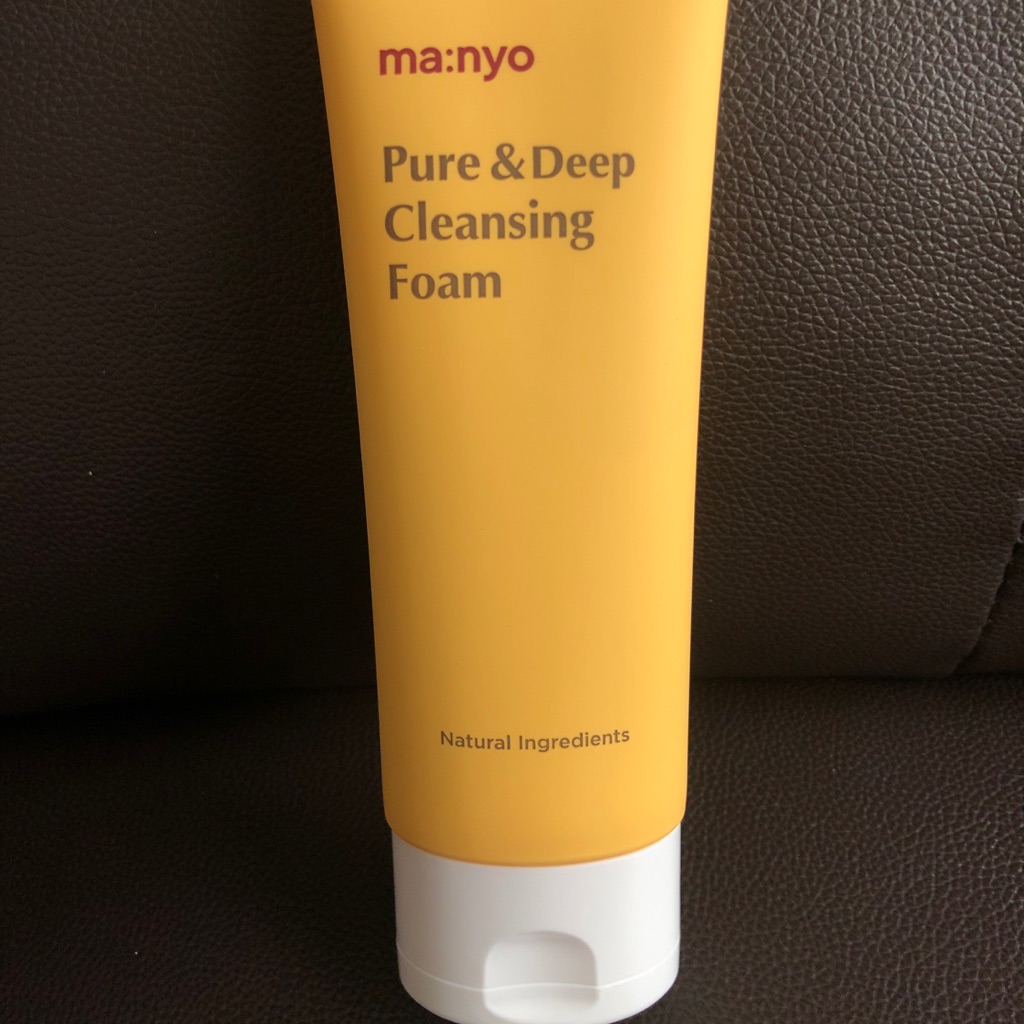 ma:nyo
Pure & Deep
Cleansing
Foam
Natural Ingredients